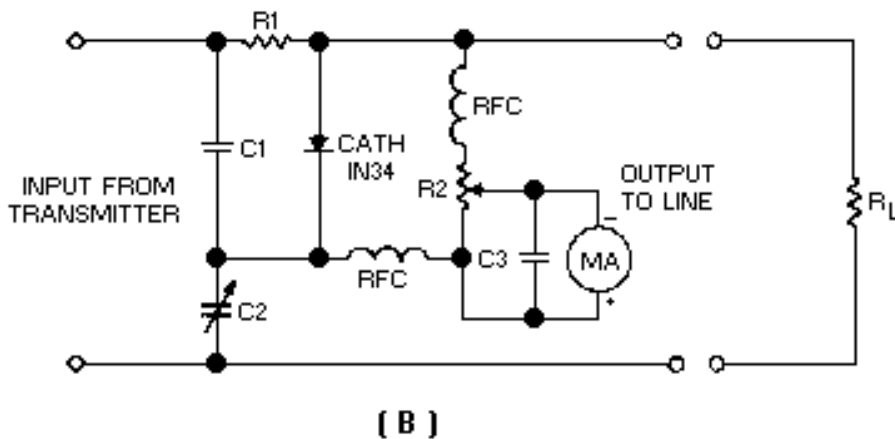 R1
RFC
C1
CATH
IN34
INPUT FROM
TRANSMITTER
R2
OUTPUT
TO LINE
RL
C3
MA
−
+
RFC
C2
( B )